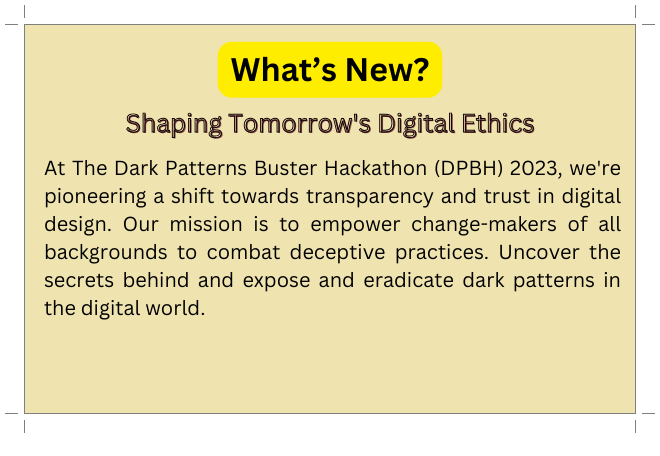 What’s New?
Shaping Tomorrow's Digital Ethics
At The Dark Patterns Buster Hackathon (DPBH) 2023, we're
pioneering a shift towards transparency and trust in digital
design. Our mission is to empower change-makers of all
backgrounds to combat deceptive practices. Uncover the
secrets behind and expose and eradicate dark patterns in
the digital world.